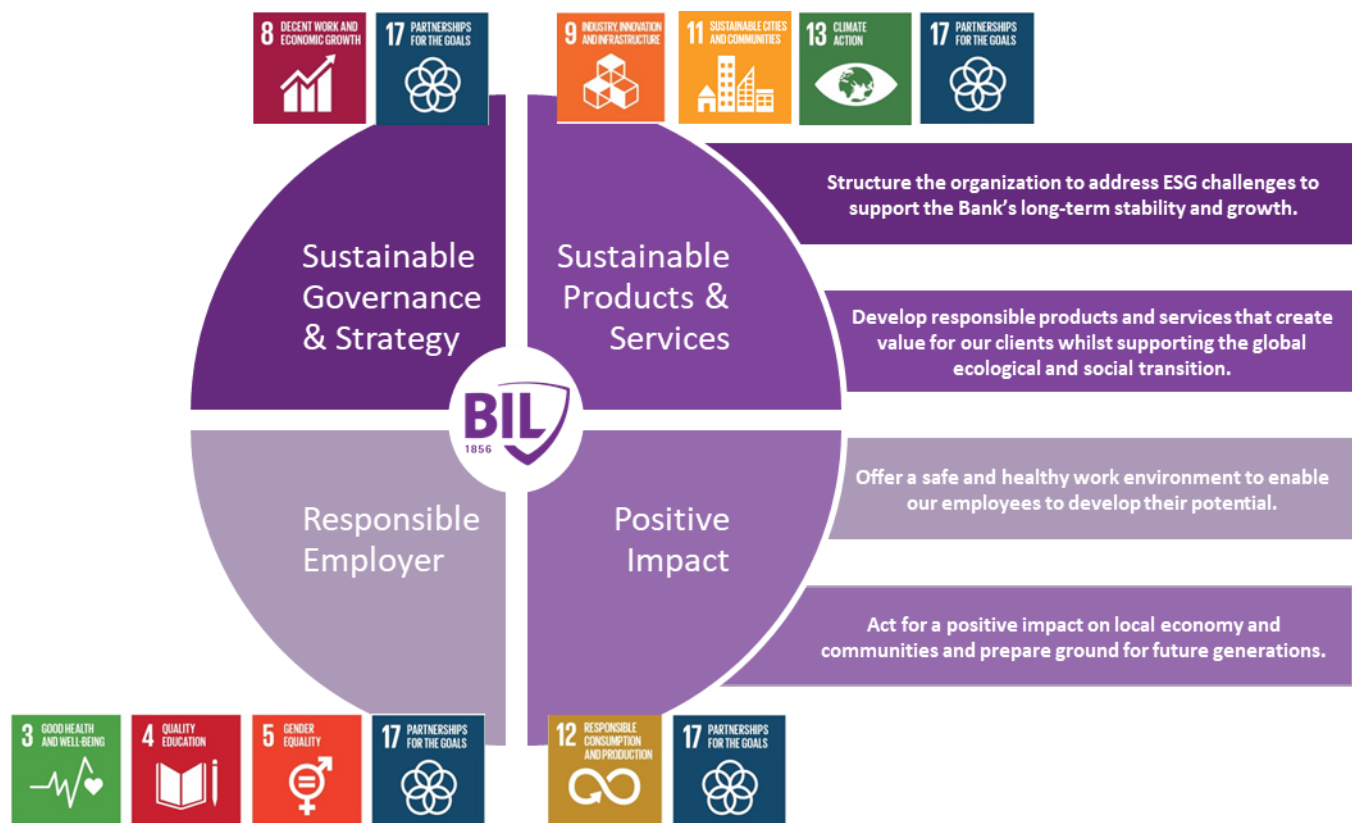 8 DECENT WORK AND
ECONOMIC GROWTH
17 PARTNERSHIPS
FOR THE GOALS
9 INDUSTRY, INNOVATION
AND INFRASTRUCTURE
11 SUSTAINABLE CITIES
AND COMMUNITIES
13 CLIMATE
ACTION
17 PARTNERSHIPS
FOR THE GOALS
Sustainable
Governance
& Strategy
Sustainable
Products &
Services
BIL
1856
Responsible
Employer
Positive
Impact
Structure the organization to address ESG challenges to
support the Bank's long-term stability and growth.
Develop responsible products and services that create
value for our clients whilst supporting the global
ecological and social transition.
Offer a safe and healthy work environment to enable
our employees to develop their potential.
Act for a positive impact on local economy and
communities and prepare ground for future generations.
3 GOOD HEALTH
AND WELL-BEING
4 QUALITY
EDUCATION
5 GENDER
EQUALITY
17 PARTNERSHIPS
FOR THE GOALS
12 RESPONSIBLE
CONSUMPTION
AND PRODUCTION
17 PARTNERSHIPS
FOR THE GOALS